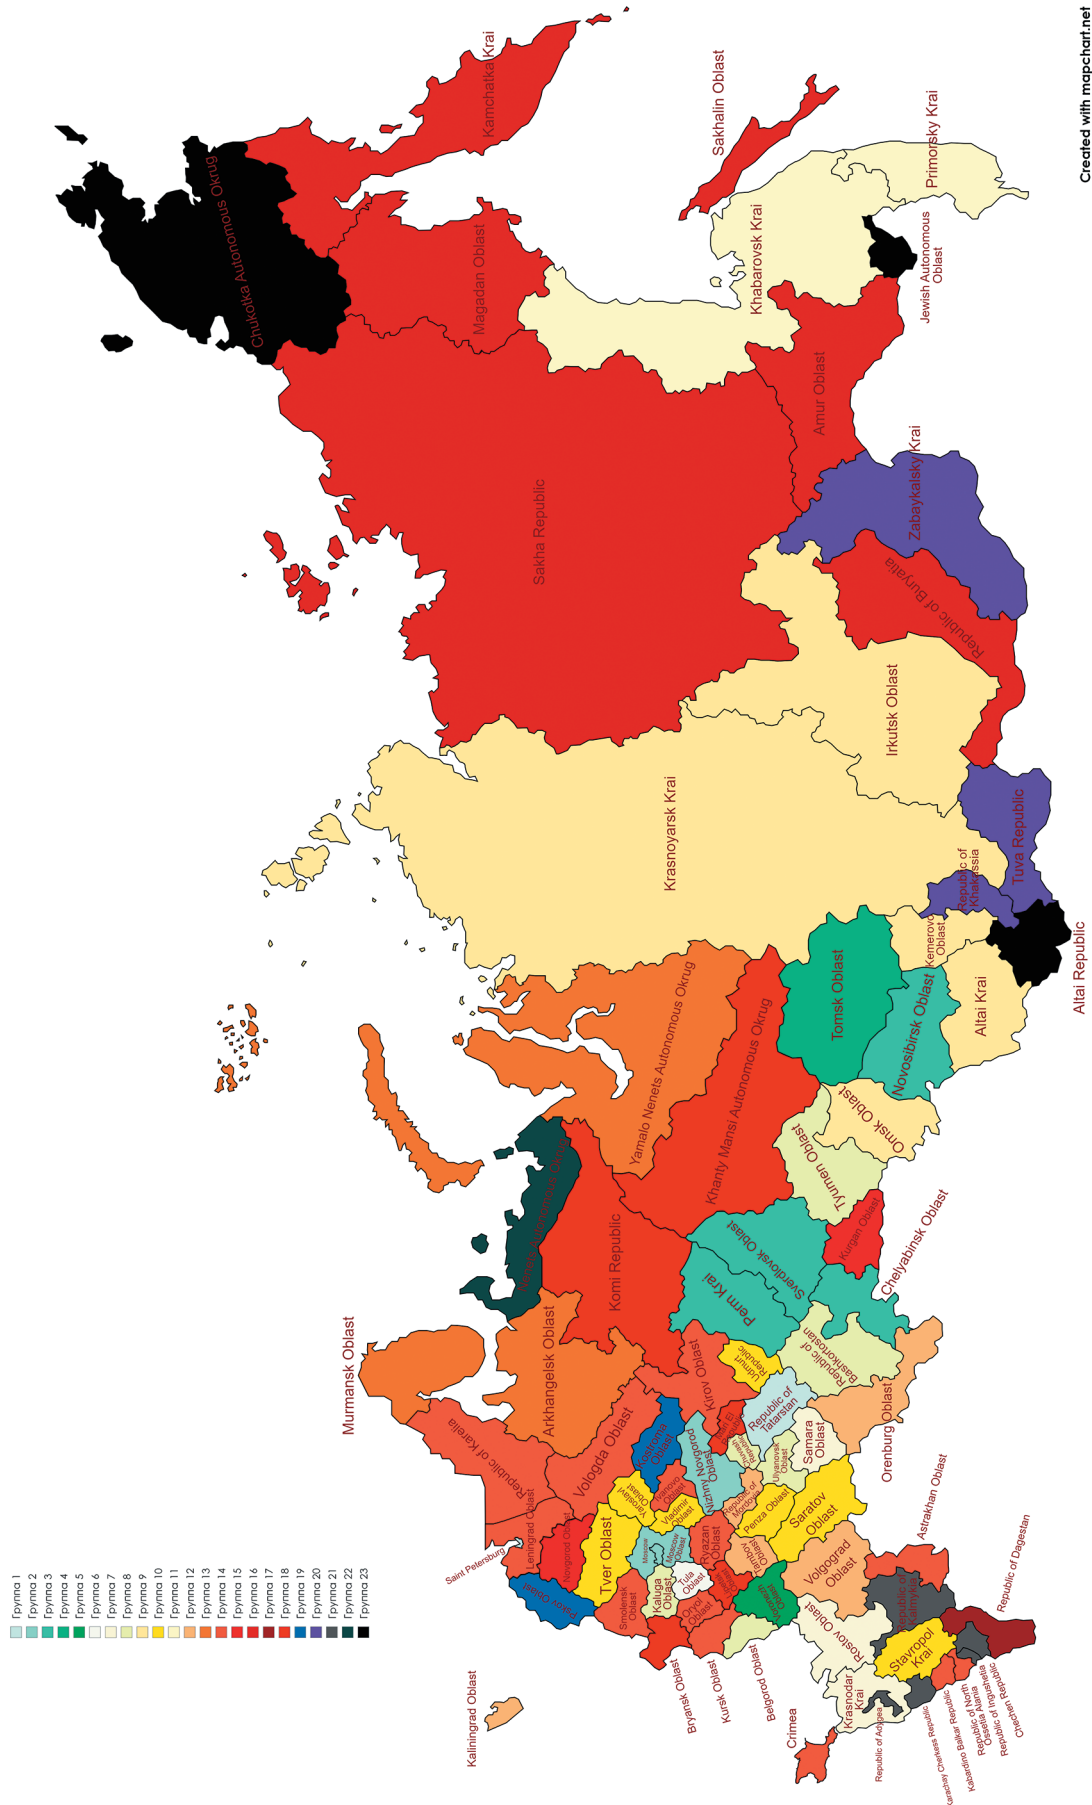 Группа 1
Группа 2
Группа 3
Группа 4
Группа 5
Группа 6
Группа 7
Группа 8
Группа 9
Группа 10
Группа 11
Группа 12
Группа 13
Группа 14
Группа 15
Группа 16
Группа 17
Группа 18
Группа 19
Группа 20
Группа 21
Группа 22
Группа 23
Kaliningrad Oblast
Murmansk Oblast
Saint Petersburg
Republic of Karelia
Leningrad Oblast
Novgorod Oblast
Pskov Oblast
Arkhangelsk Oblast
Nenets Autonomous Okrug
Vologda Oblast
Komi Republic
Tver Oblast
Yaroslavl
Oblast
Kostroma
Oblast
Ivanovo
Oblast
Vladimir
Oblast
Nizhny Novgorod
Oblast
Kirov Oblast
Mari El
Republic
Chuvash
Republic
Udmurt
Republic
Perm Krai
Smolensk
Oblast
Moscow
Moscow
Oblast
Kaluga
Oblast
Tula
Oblast
Ryazan
Oblast
Republic of
Mordovia
Ulyanovsk
Oblast
Republic of
Tatarstan
Republic of
Bashkortostan
Bryansk Oblast
Oryol
Oblast
Lipetsk
Oblast
Tambov
Oblast
Penza Oblast
Samara
Oblast
Kursk Oblast
Belgorod Oblast
Voronezh
Oblast
Saratov
Oblast
Orenburg Oblast
Crimea
Rostov Oblast
Volgograd
Oblast
Astrakhan Oblast
Krasnodar
Krai
Republic of Adygea
Stavropol
Krai
Republic of
Kalmykia
Karachay Cherkess Republic
Kabardino Balkar Republic
Republic of North
Ossetia Alania
Republic of Ingushetia
Chechen Republic
Republic of Dagestan
Sverdlovsk Oblast
Chelyabinsk Oblast
Kurgan Oblast
Tyumen Oblast
Khanty Mansi Autonomous Okrug
Yamalo Nenets Autonomous Okrug
Omsk Oblast
Tomsk Oblast
Novosibirsk Oblast
Altai Krai
Kemerovo
Oblast
Altai Republic
Republic of
Khakassia
Tuva Republic
Krasnoyarsk Krai
Irkutsk Oblast
Republic of Buryatia
Zabaykalsky Krai
Sakha Republic
Amur Oblast
Magadan Oblast
Chukotka Autonomous Okrug
Kamchatka Krai
Khabarovsk Krai
Jewish Autonomous
Oblast
Primorsky Krai
Sakhalin Oblast
Created with mapchart.net